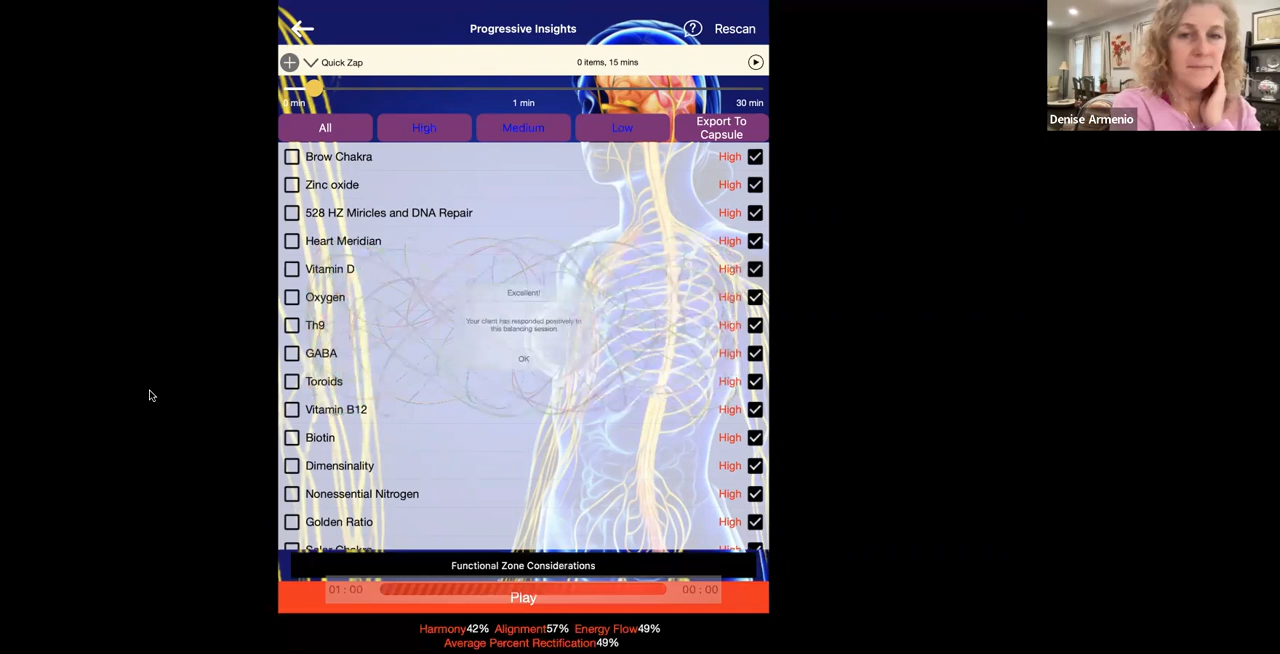 Progressive Insights
Rescan
Quick Zap
0 items, 15 mins
0 min
1 min
30 min
All
High
Medium
Low
Export To
Capsule
Brow Chakra High
Zinc oxide High
528 HZ Miricles and DNA Repair High
Heart Meridian High
Vitamin D High
Oxygen High
Th9 High
GABA High
Toroids High
Vitamin B12 High
Biotin High
Dimensinality High
Nonessential Nitrogen High
Golden Ratio High
Solar Chakra High
Excellent!
Your client has responded positively to
this balancing session.
OK
Functional Zone Considerations
01 : 00
00 : 00
Play
Harmony42% Alignment57% Energy Flow49%
Average Percent Rectification49%
Denise Armenio